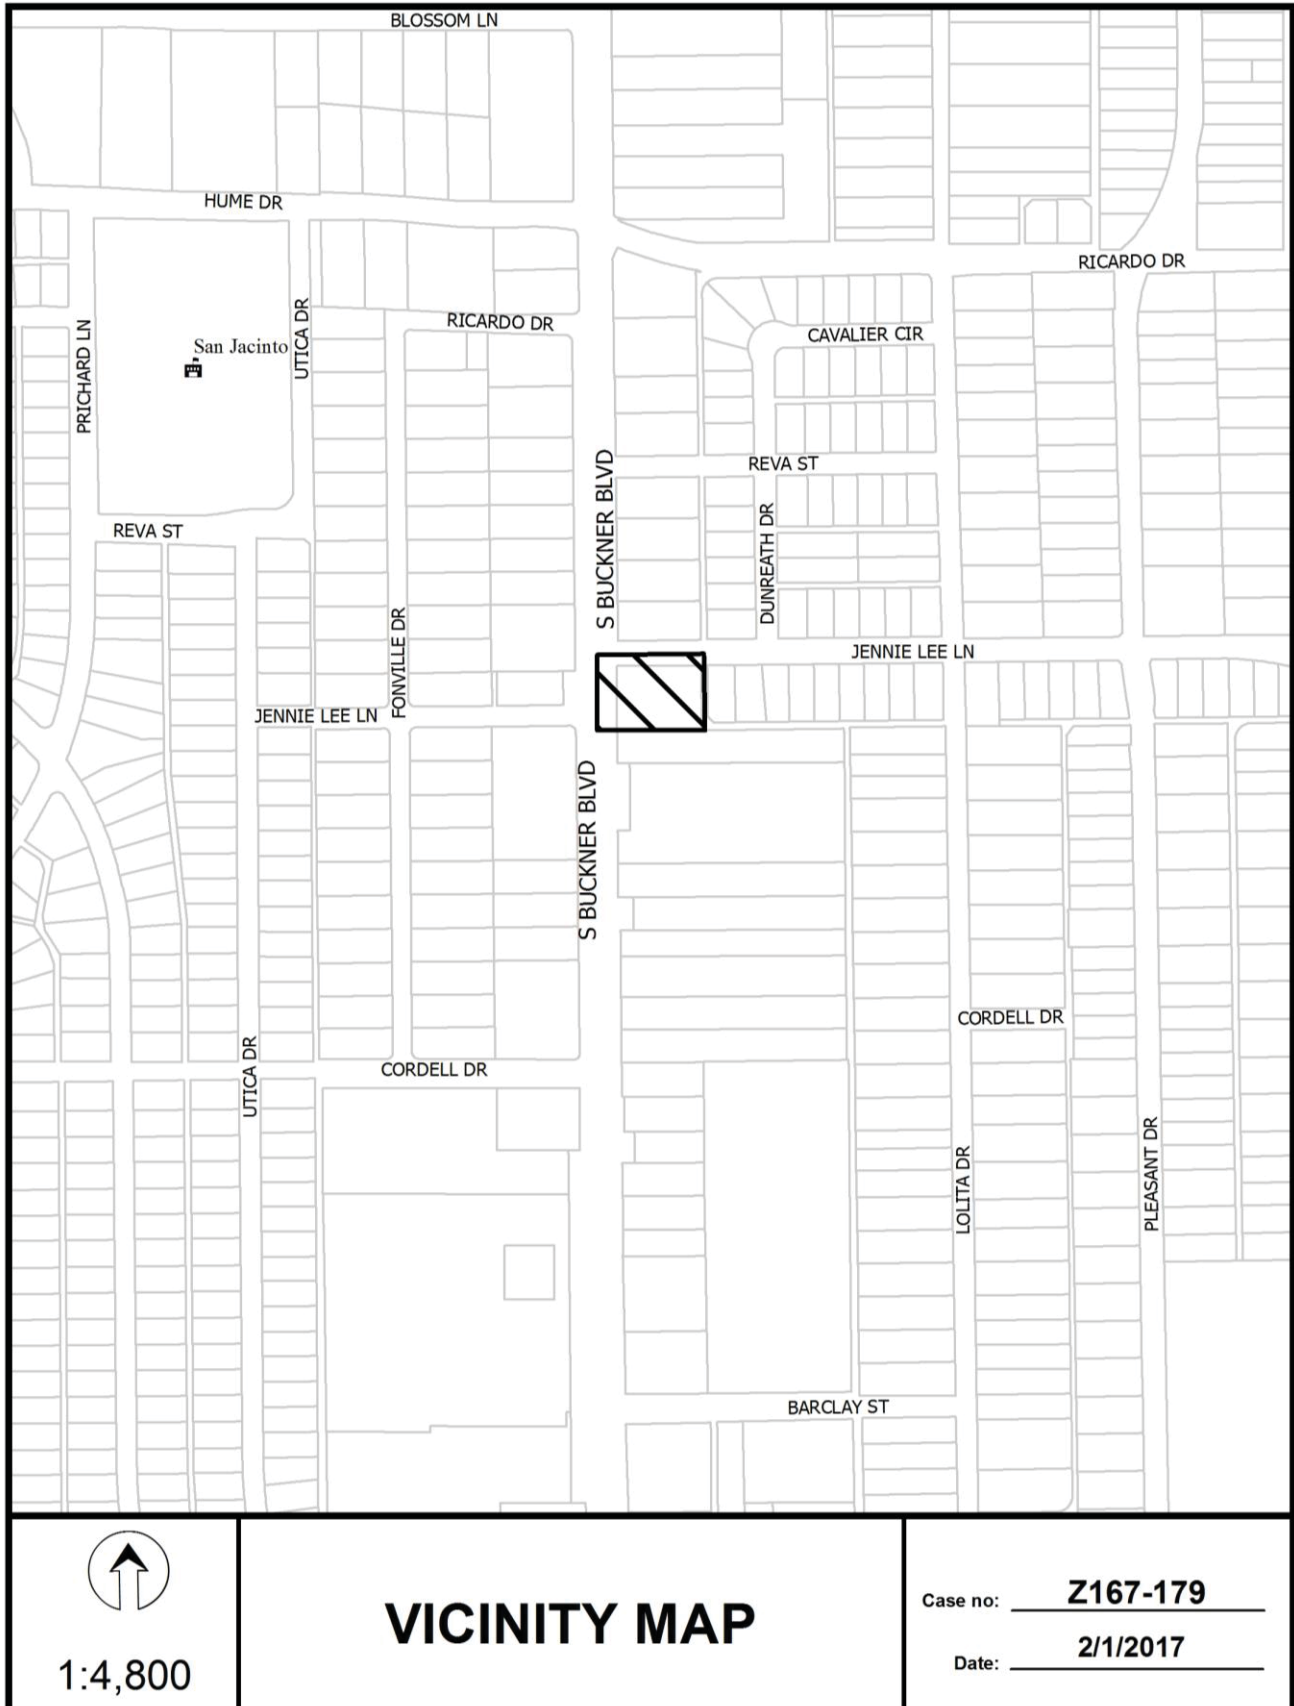 BLOSSOM LN
HUME DR
RICARDO DR
UTICA DR
RICARDO DR
PRICHARD LN
San Jacinto
CAVALIER CIR
S BUCKNER BLVD
REVA ST
DUNREATH DR
REVA ST
FONVILLE DR
JENNIE LEE LN
JENNIE LEE LN
S BUCKNER BLVD
CORDELL DR
UTICA DR
CORDELL DR
LOLITA DR
PLEASANT DR
BARCLAY ST
1:4,800
VICINITY MAP
Case no: Z167-179
Date: 2/1/2017